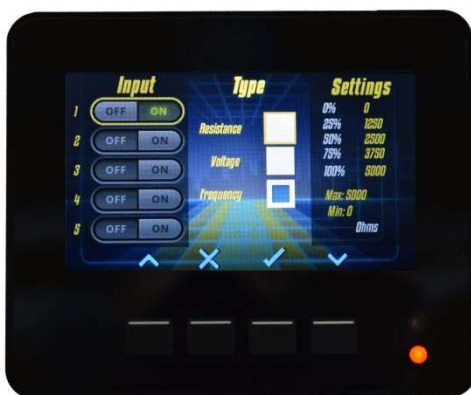 Input Type Settings
1 OFF ON
2 OFF ON
3 OFF ON
4 OFF ON
5 OFF ON
Resistance
Voltage
Frequency
0% 0
25% 1250
50% 2500
75% 3750
100% 5000
Max: 5000
Min: 0
Ohms